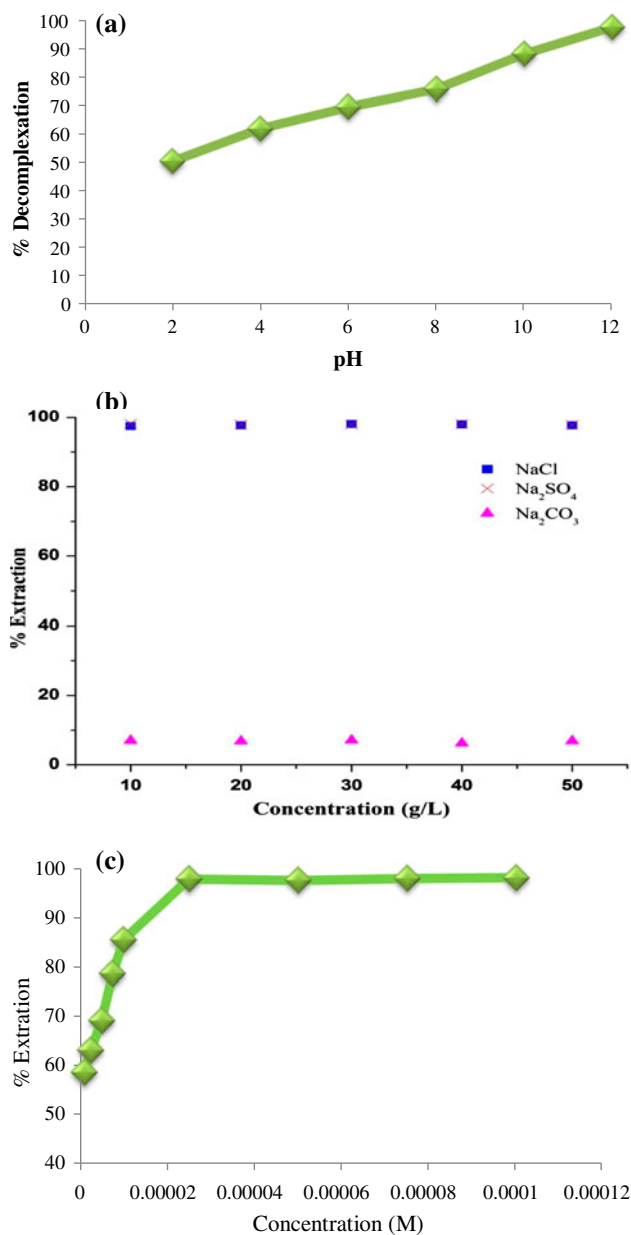 (a)
100
90
80
70
60
50
40
30
20
10
0
% Decomplexation
0 2 4 6 8 10 12
pH
(b)
100
80
60
40
20
0
% Extraction
NaCl
Na₂SO₄
Na₂CO₃
10 20 30 40 50
Concentration (g/L)
(c)
100
90
80
70
60
50
40
% Extration
0 0.00002 0.00004 0.00006 0.00008 0.0001 0.00012
Concentration (M)